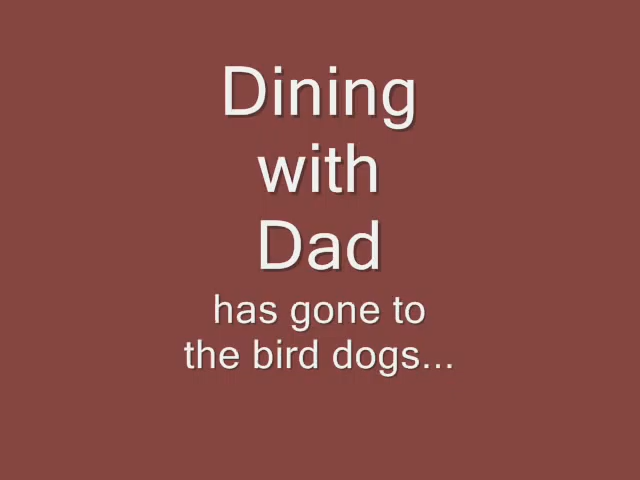 Dining
with
Dad
has gone to
the bird dogs...